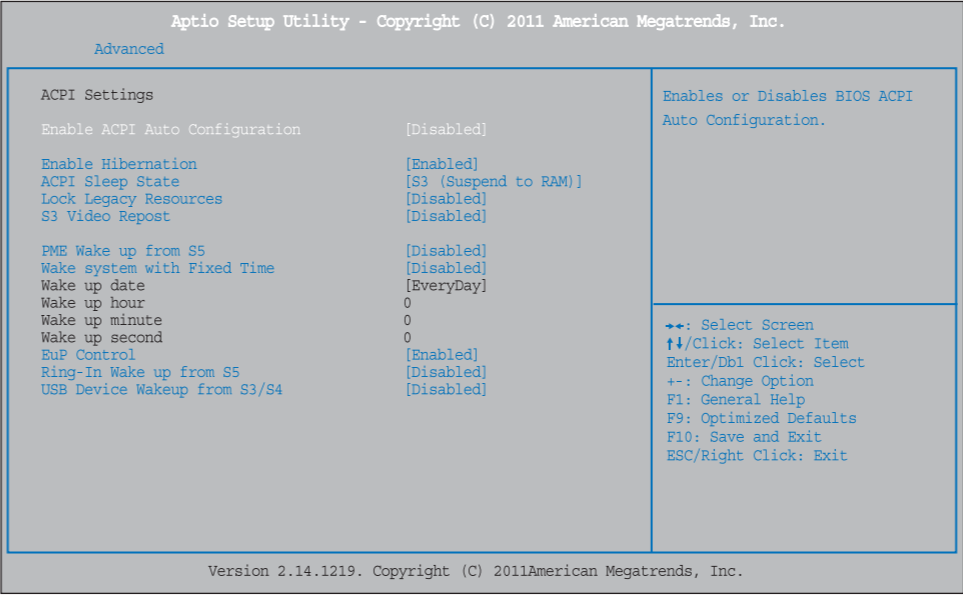 Aptio Setup Utility - Copyright (C) 2011 American Megatrends, Inc.
Advanced
ACPI Settings
Enable ACPI Auto Configuration [Disabled]
Enable Hibernation [Enabled]
ACPI Sleep State [S3 (Suspend to RAM)]
Lock Legacy Resources [Disabled]
S3 Video Repost [Disabled]
PME Wake up from S5 [Disabled]
Wake system with Fixed Time [Disabled]
Wake up date [EveryDay]
Wake up hour 0
Wake up minute 0
Wake up second 0
EuP Control [Enabled]
Ring-In Wake up from S5 [Disabled]
USB Device Wakeup from S3/S4 [Disabled]
Enables or Disables BIOS ACPI
Auto Configuration.
→←: Select Screen
↑↓/Click: Select Item
Enter/Dbl Click: Select
+-: Change Option
F1: General Help
F9: Optimized Defaults
F10: Save and Exit
ESC/Right Click: Exit
Version 2.14.1219. Copyright (C) 2011American Megatrends, Inc.